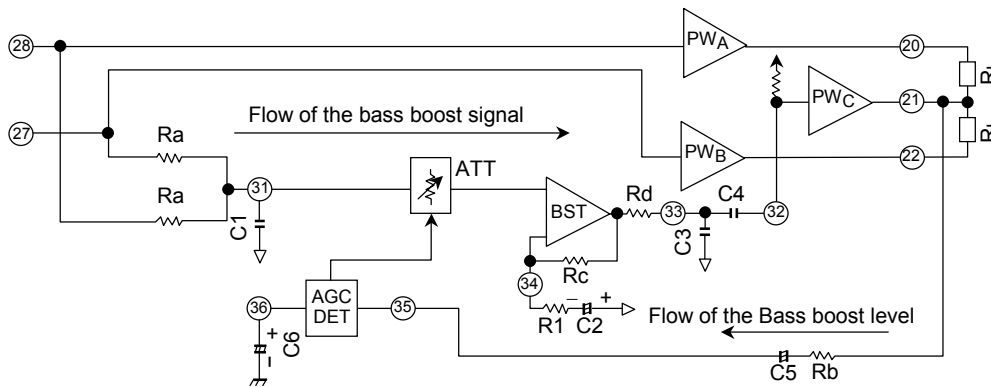 28
PWA
20
RL
PWC
21
Flow of the bass boost signal
27
Ra
PWB
RL
22
ATT
31
Ra
BST
Rd
33
C4
32
C1
C3
Rc
34
AGC
DET
36
35
R1
–
C2
+
Flow of the Bass boost level
+
–
C6
C5
Rb